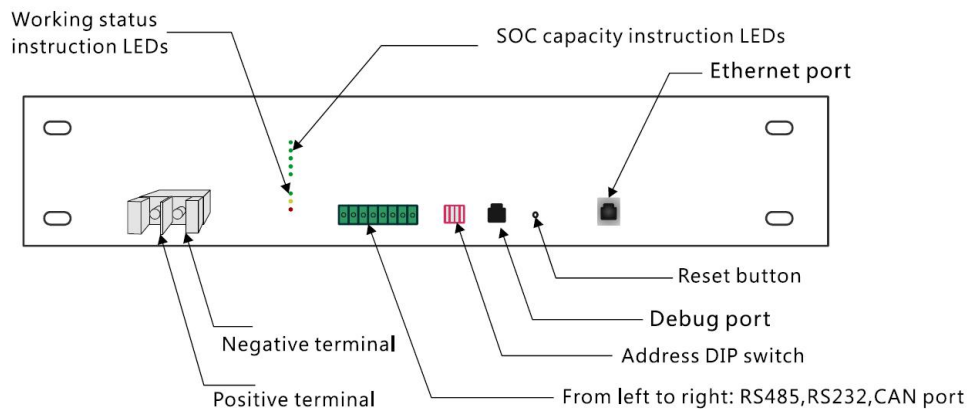 Working status
instruction LEDs
SOC capacity instruction LEDs
Ethernet port
Reset button
Debug port
Negative terminal
Address DIP switch
Positive terminal
From left to right: RS485,RS232,CAN port